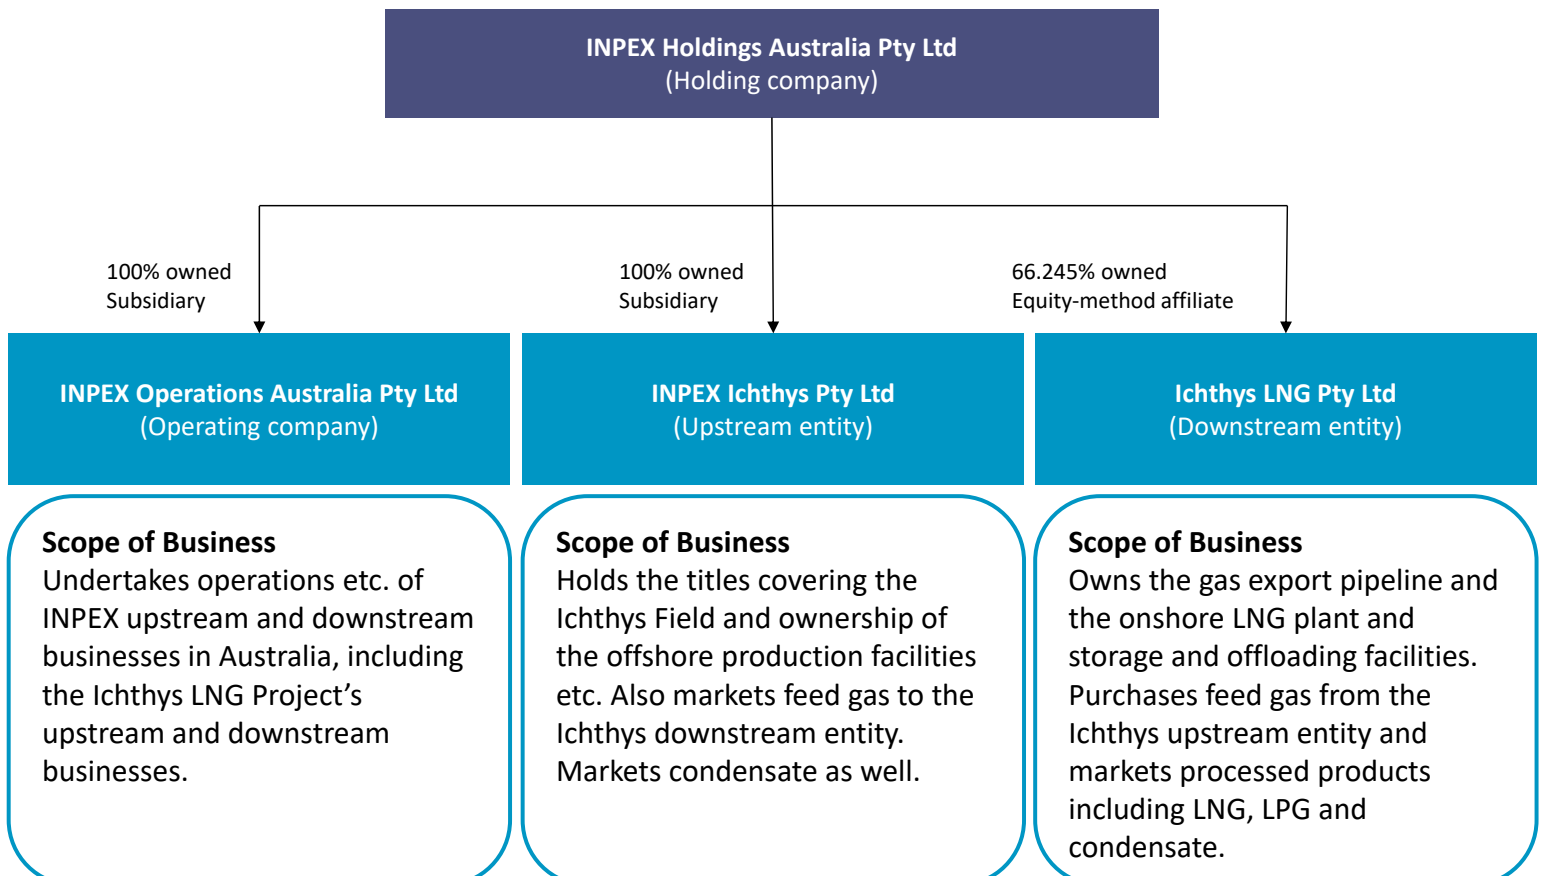 INPEX Holdings Australia Pty Ltd
(Holding company)
100% owned
Subsidiary
100% owned
Subsidiary
66.245% owned
Equity-method affiliate
INPEX Operations Australia Pty Ltd
(Operating company)
INPEX Ichthys Pty Ltd
(Upstream entity)
Ichthys LNG Pty Ltd
(Downstream entity)
Scope of Business
Undertakes operations etc. of
INPEX upstream and downstream
businesses in Australia, including
the Ichthys LNG Project’s
upstream and downstream
businesses.
Scope of Business
Holds the titles covering the
Ichthys Field and ownership of
the offshore production facilities
etc. Also markets feed gas to the
Ichthys downstream entity.
Markets condensate as well.
Scope of Business
Owns the gas export pipeline and
the onshore LNG plant and
storage and offloading facilities.
Purchases feed gas from the
Ichthys upstream entity and
markets processed products
including LNG, LPG and
condensate.